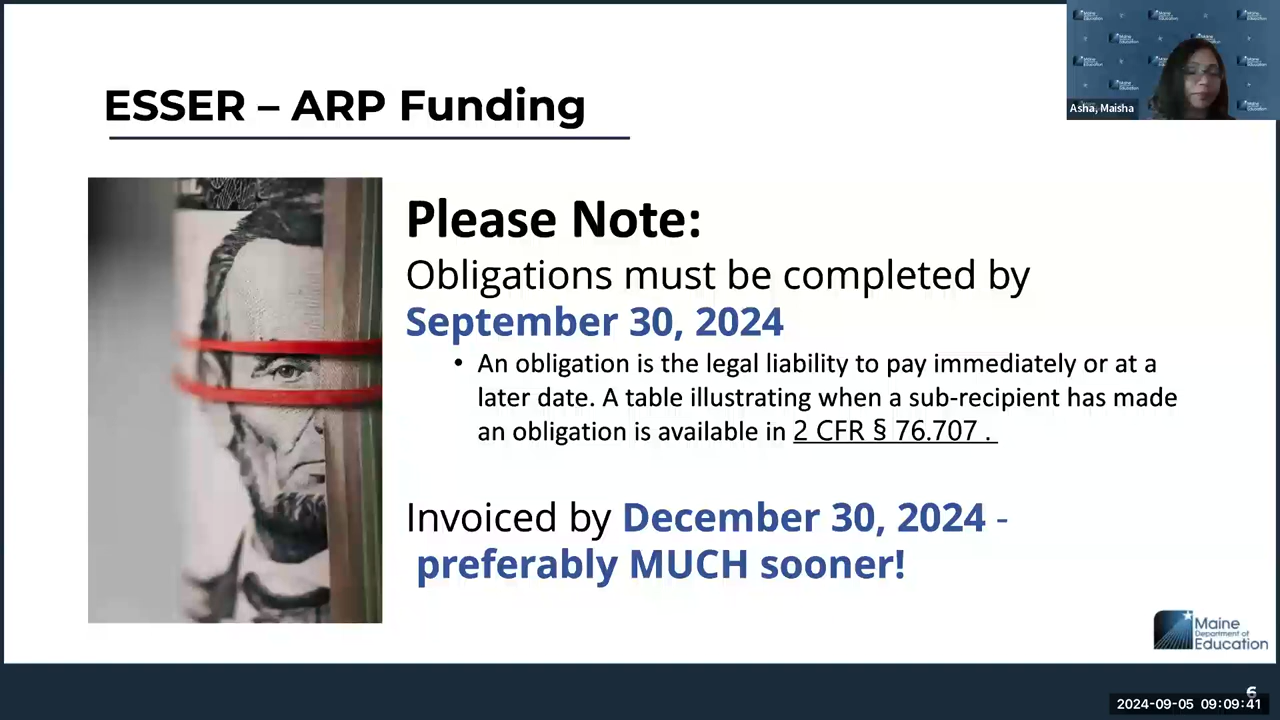 ESSER – ARP Funding
Please Note:
Obligations must be completed by
September 30, 2024
• An obligation is the legal liability to pay immediately or at a
later date. A table illustrating when a sub-recipient has made
an obligation is available in 2 CFR § 76.707 .
Invoiced by December 30, 2024 -
preferably MUCH sooner!
Maine
Department of
Education
6
2024-09-05 09:09:41
Asha, Maisha